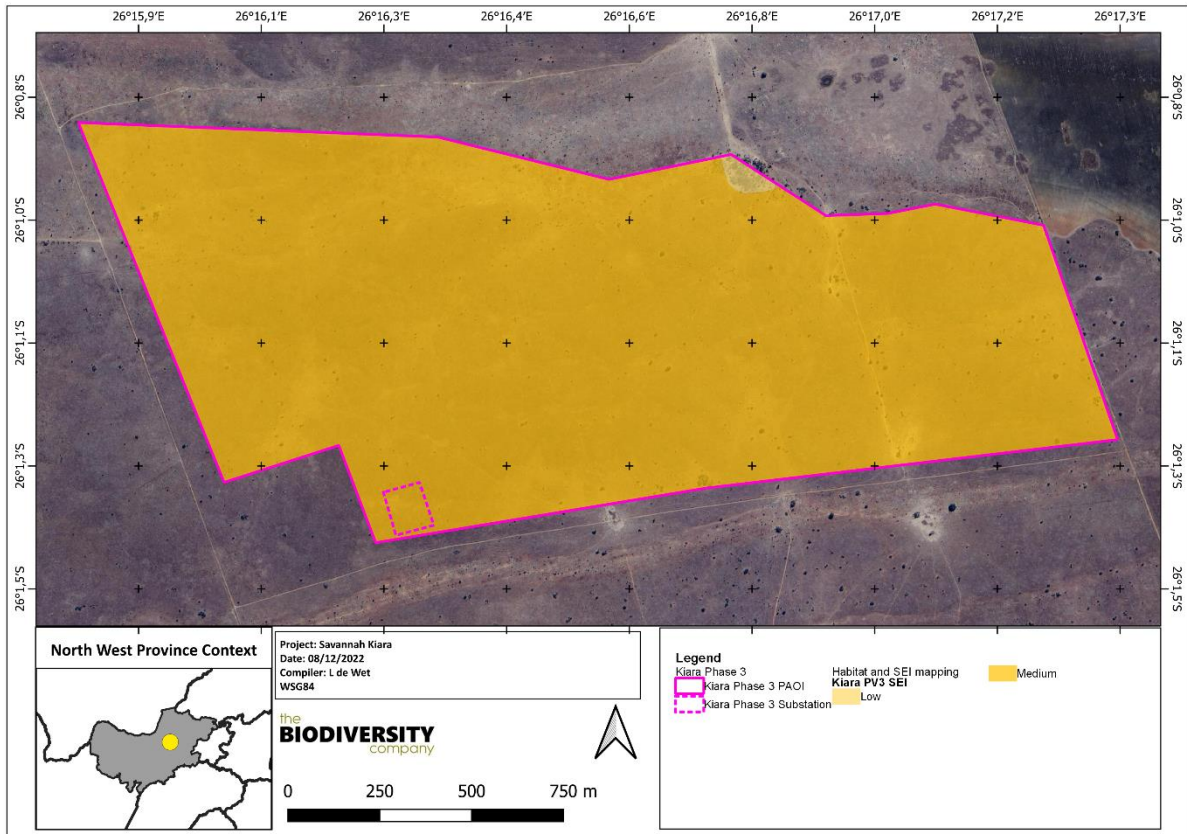 26°15,9'E 26°16,1'E 26°16,3'E 26°16,4'E 26°16,6'E 26°16,8'E 26°17,0'E 26°17,2'E 26°17,3'E
26°0,8'S 26°0,8'S
26°1,0'S 26°1,0'S
26°1,1'S 26°1,1'S
26°1,3'S 26°1,3'S
26°1,5'S 26°1,5'S
North West Province Context
Project: Savannah Kiara
Date: 08/12/2022
Compiler: L de Wet
WSG84
the
BIODIVERSITY
company
0 250 500 750 m
Legend
Kiara Phase 3
Kiara Phase 3 PAOI
Kiara Phase 3 Substation
Habitat and SEI mapping
Kiara PV3 SEI
Low
Medium